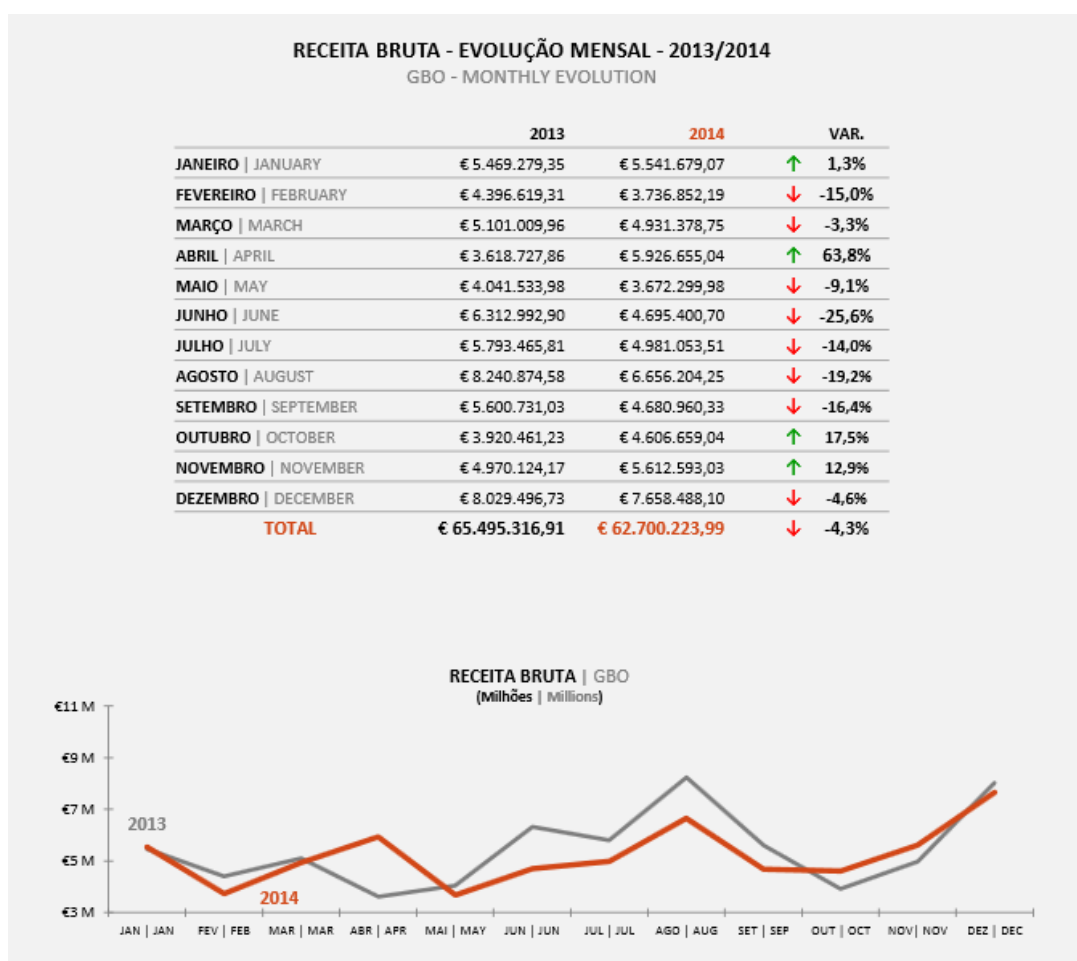 RECEITA BRUTA - EVOLUÇÃO MENSAL - 2013/2014
GBO - MONTHLY EVOLUTION
2013 2014 VAR.
JANEIRO | JANUARY € 5.469.279,35 € 5.541.679,07 ↑ 1,3%
FEVEREIRO | FEBRUARY € 4.396.619,31 € 3.736.852,19 ↓ -15,0%
MARÇO | MARCH € 5.101.009,96 € 4.931.378,75 ↓ -3,3%
ABRIL | APRIL € 3.618.727,86 € 5.926.655,04 ↑ 63,8%
MAIO | MAY € 4.041.533,98 € 3.672.299,98 ↓ -9,1%
JUNHO | JUNE € 6.312.992,90 € 4.695.400,70 ↓ -25,6%
JULHO | JULY € 5.793.465,81 € 4.981.053,51 ↓ -14,0%
AGOSTO | AUGUST € 8.240.874,58 € 6.656.204,25 ↓ -19,2%
SETEMBRO | SEPTEMBER € 5.600.731,03 € 4.680.960,33 ↓ -16,4%
OUTUBRO | OCTOBER € 3.920.461,23 € 4.606.659,04 ↑ 17,5%
NOVEMBRO | NOVEMBER € 4.970.124,17 € 5.612.593,03 ↑ 12,9%
DEZEMBRO | DECEMBER € 8.029.496,73 € 7.658.488,10 ↓ -4,6%
TOTAL € 65.495.316,91 € 62.700.223,99 ↓ -4,3%
RECEITA BRUTA | GBO
(Milhões | Millions)
€11 M
€9 M
€7 M
2013
€5 M
2014
€3 M
JAN | JAN FEV | FEB MAR | MAR ABR | APR MAI | MAY JUN | JUN JUL | JUL AGO | AUG SET | SEP OUT | OCT NOV | NOV DEZ | DEC